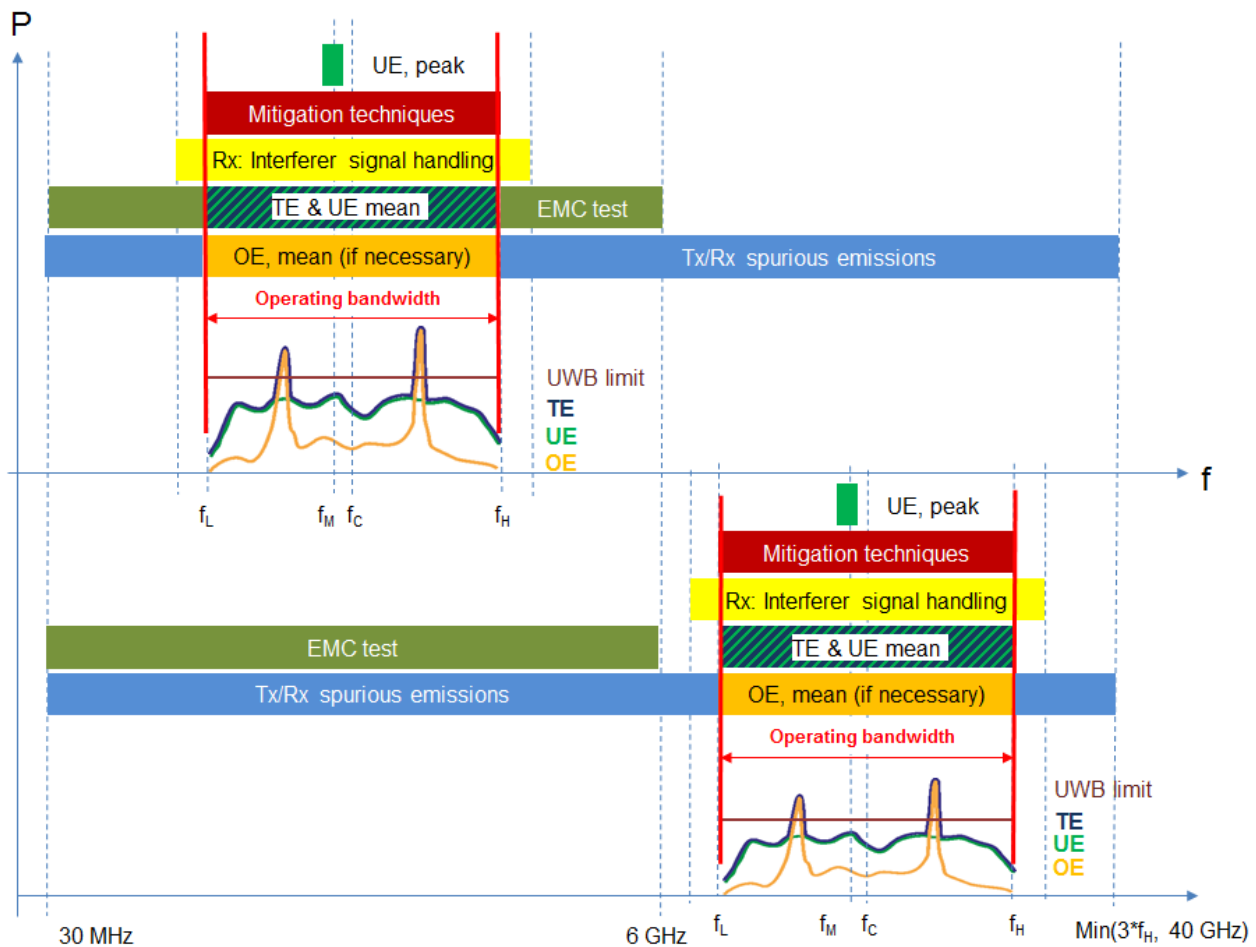 P
UE, peak
Mitigation techniques
Rx: Interferer signal handling
TE & UE mean
EMC test
OE, mean (if necessary)
Tx/Rx spurious emissions
Operating bandwidth
UWB limit
TE
UE
OE
f
fL fM fC fH
UE, peak
Mitigation techniques
Rx: Interferer signal handling
EMC test
TE & UE mean
Tx/Rx spurious emissions
OE, mean (if necessary)
Operating bandwidth
UWB limit
TE
UE
OE
30 MHz 6 GHz fL fM fC fH Min(3*fH, 40 GHz)